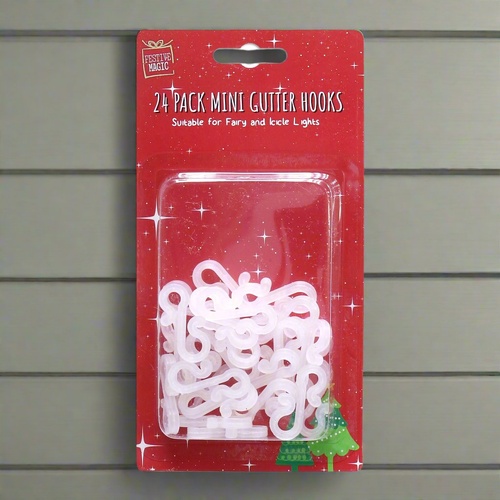 FESTIVE
MAGIC
24 PACK MINI GUTTER HOOKS
Suitable for Fairy and Icicle Lights